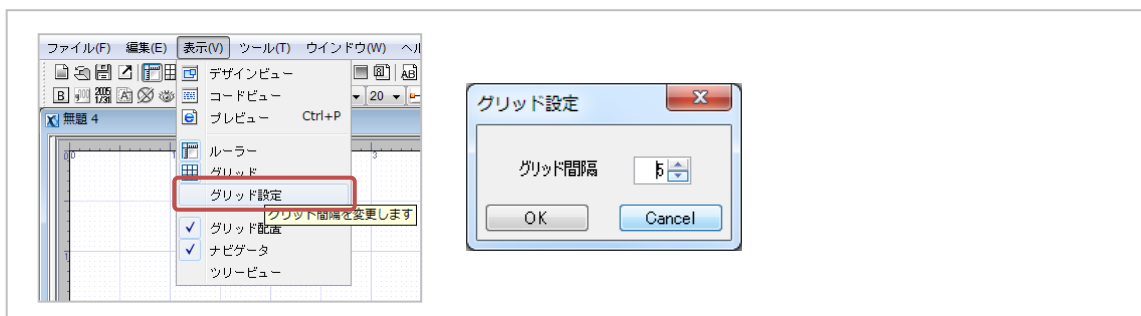 ファイル(F) 編集(E) 表示(V) ツール(T) ウインドウ(W)
デザインビュー
コードビュー
20
無題 4
プレビュー Ctrl+P
ルーラー
3
グリッド
グリッド設定
グリッド間隔を変更します
グリッド配置
ナビゲータ
ツリービュー
グリッド設定
グリッド間隔 5
OK Cancel